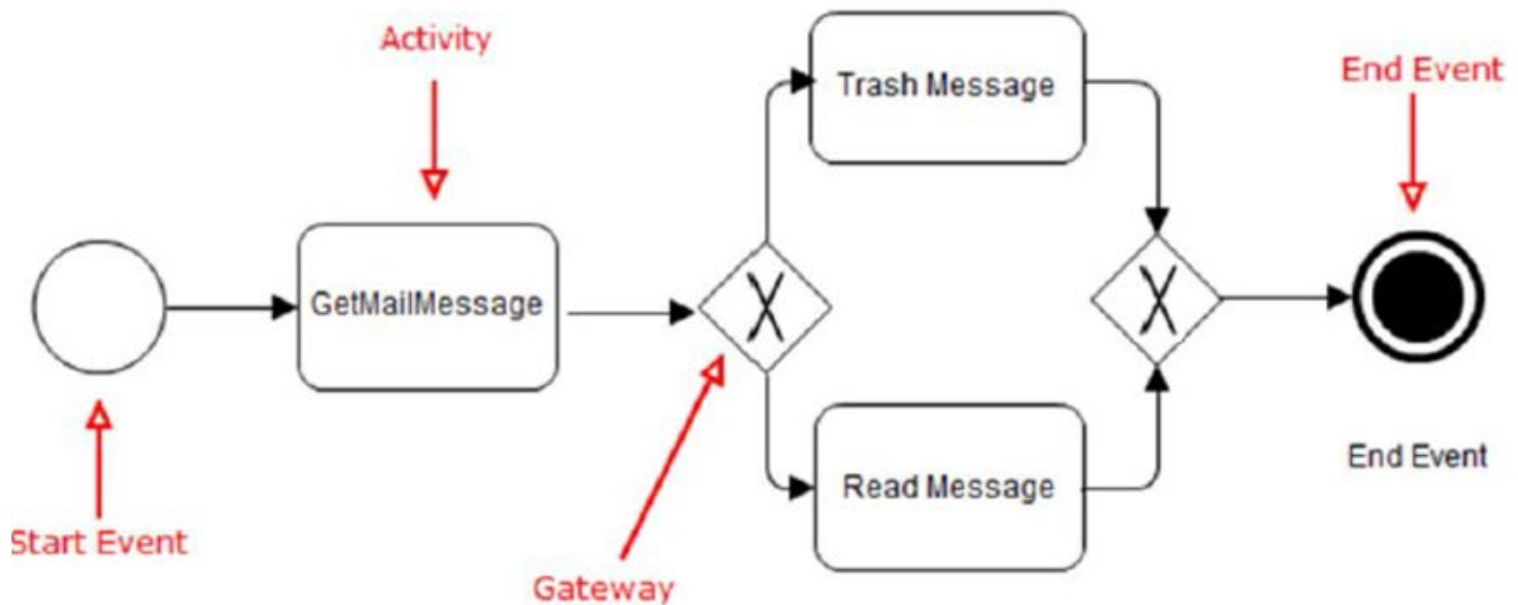 Activity
Trash Message
End Event
GetMailMessage
X
X
Read Message
End Event
Start Event
Gateway